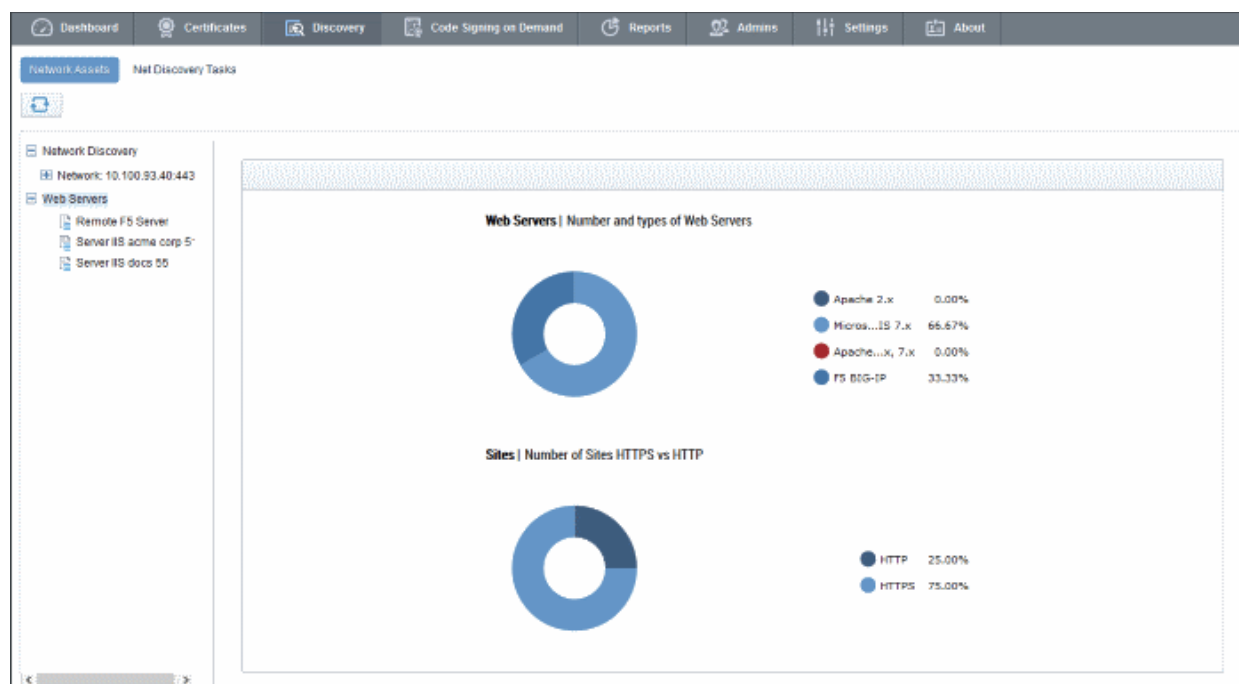 Dashboard Certificates Discovery Code Signing on Demand Reports Admins Settings About
Network Assets Net Discovery Tasks
Network Discovery
Network: 10.100.93.40:443
Web Servers
Remote F5 Server
Server IIS acme corp 5
Server IIS docs 55
Web Servers | Number and types of Web Servers
Apache 2.x 0.00%
Micros...IS 7.x 66.67%
Apache...x, 7.x 0.00%
F5 BIG-IP 33.33%
Sites | Number of Sites HTTPS vs HTTP
HTTP 25.00%
HTTPS 75.00%